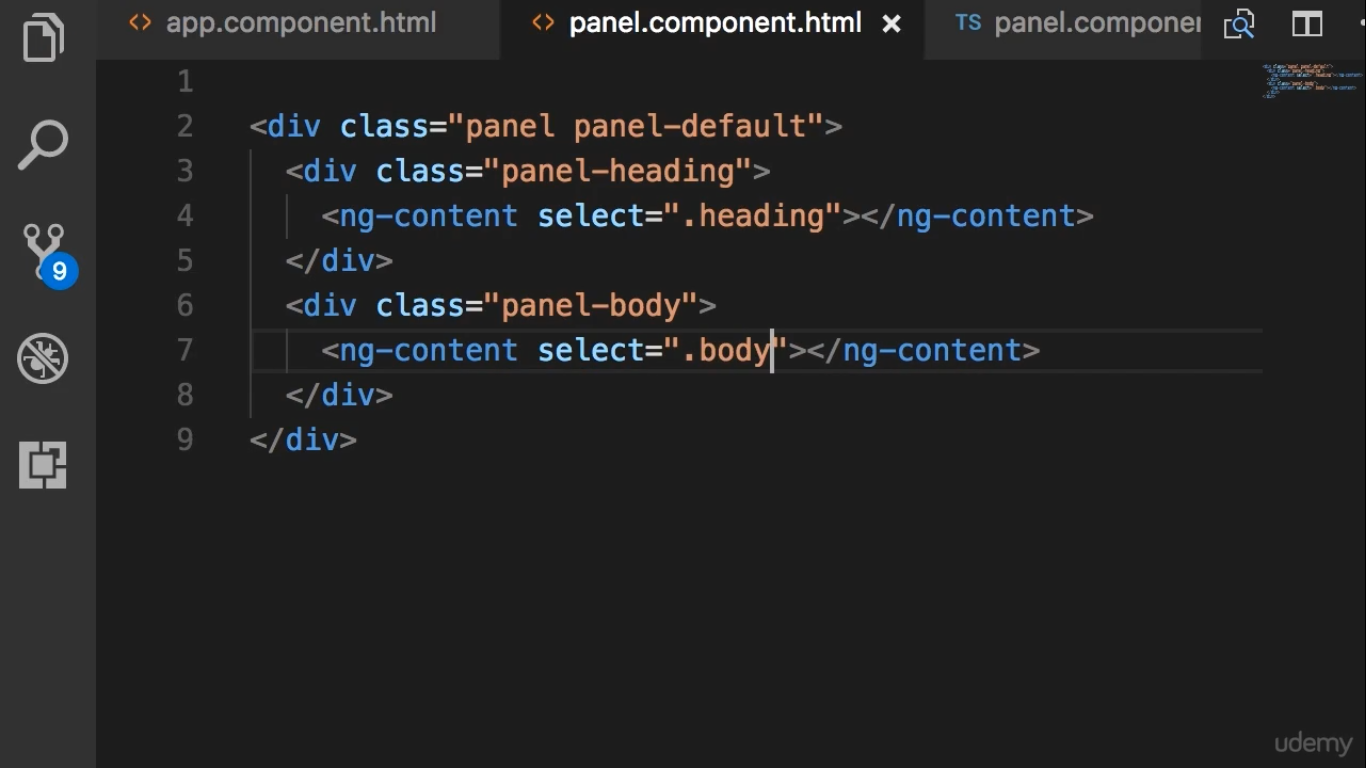 app.component.html
panel.component.html
TS panel.componen
1
2 <div class="panel panel-default">
3 <div class="panel-heading">
4 <ng-content select=".heading"></ng-content>
5 </div>
6 <div class="panel-body">
7 <ng-content select=".body"></ng-content>
8 </div>
9 </div>
9
udemy